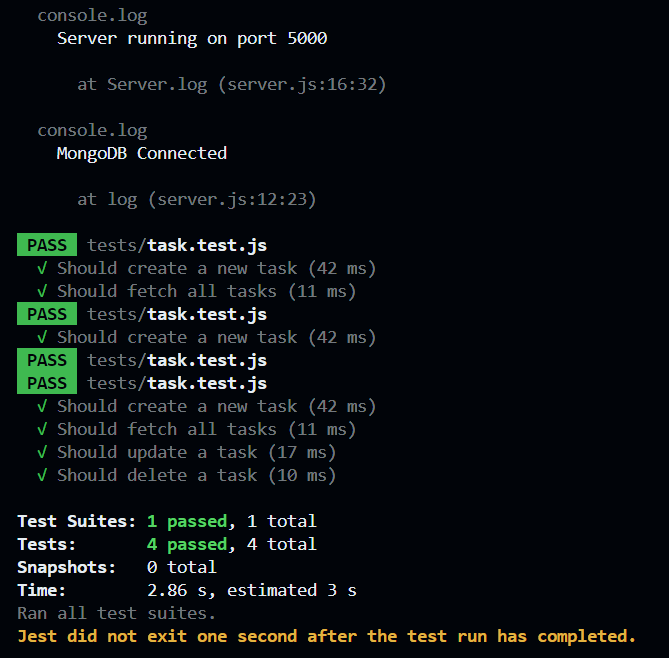 console.log
Server running on port 5000
at Server.log (server.js:16:32)
console.log
MongoDB Connected
at log (server.js:12:23)
PASS tests/task.test.js
√ Should create a new task (42 ms)
√ Should fetch all tasks (11 ms)
PASS tests/task.test.js
√ Should create a new task (42 ms)
PASS tests/task.test.js
PASS tests/task.test.js
√ Should create a new task (42 ms)
√ Should fetch all tasks (11 ms)
√ Should update a task (17 ms)
√ Should delete a task (10 ms)
Test Suites: 1 passed, 1 total
Tests: 4 passed, 4 total
Snapshots: 0 total
Time: 2.86 s, estimated 3 s
Ran all test suites.
Jest did not exit one second after the test run has completed.